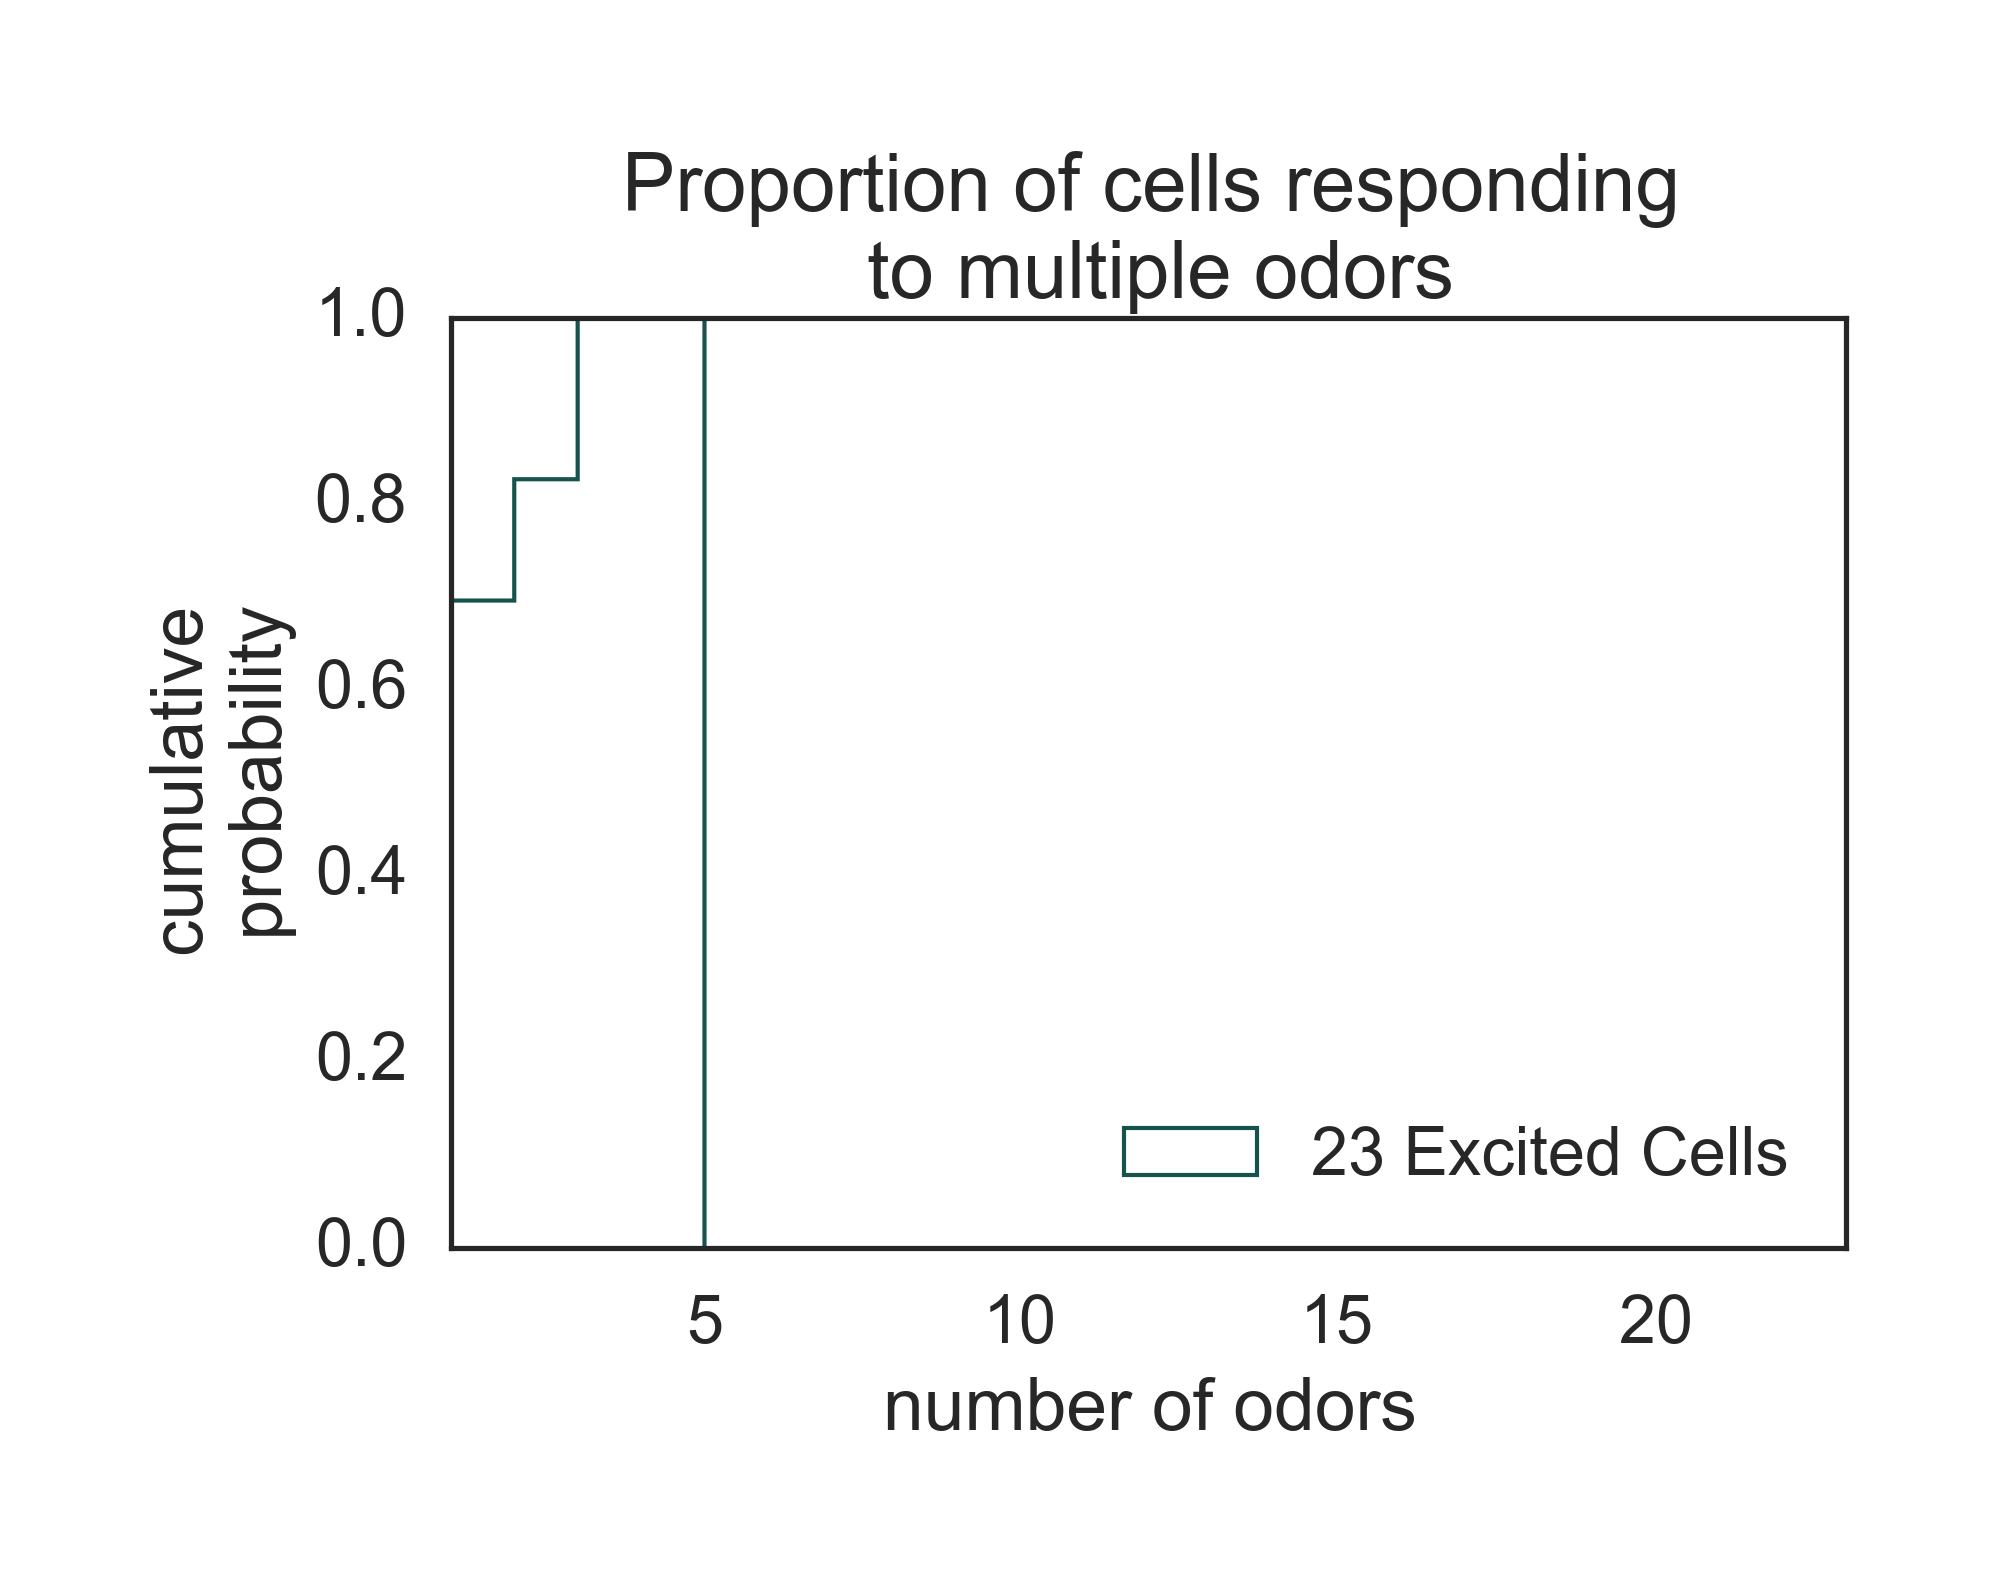 Proportion of cells responding
to multiple odors
1.0
0.8
0.6
0.4
0.2
0.0
cumulative
probability
23 Excited Cells
5 10 15 20
number of odors